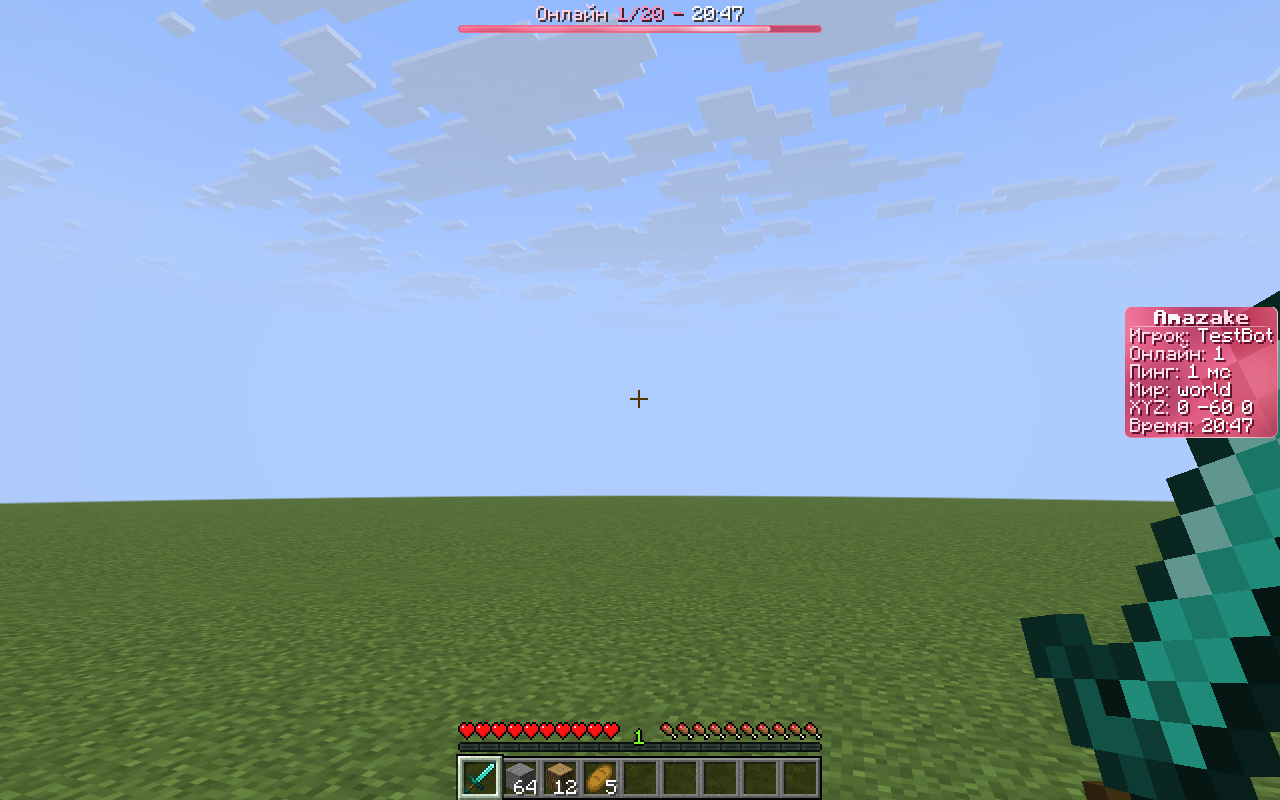 Онлайн 1/20 - 20:47
Amazake
Игрок: TestBot
Онлайн: 1
Пинг: 1 мс
Мир: world
XYZ: 0 -60 0
Время: 20:47
1
64 12 5